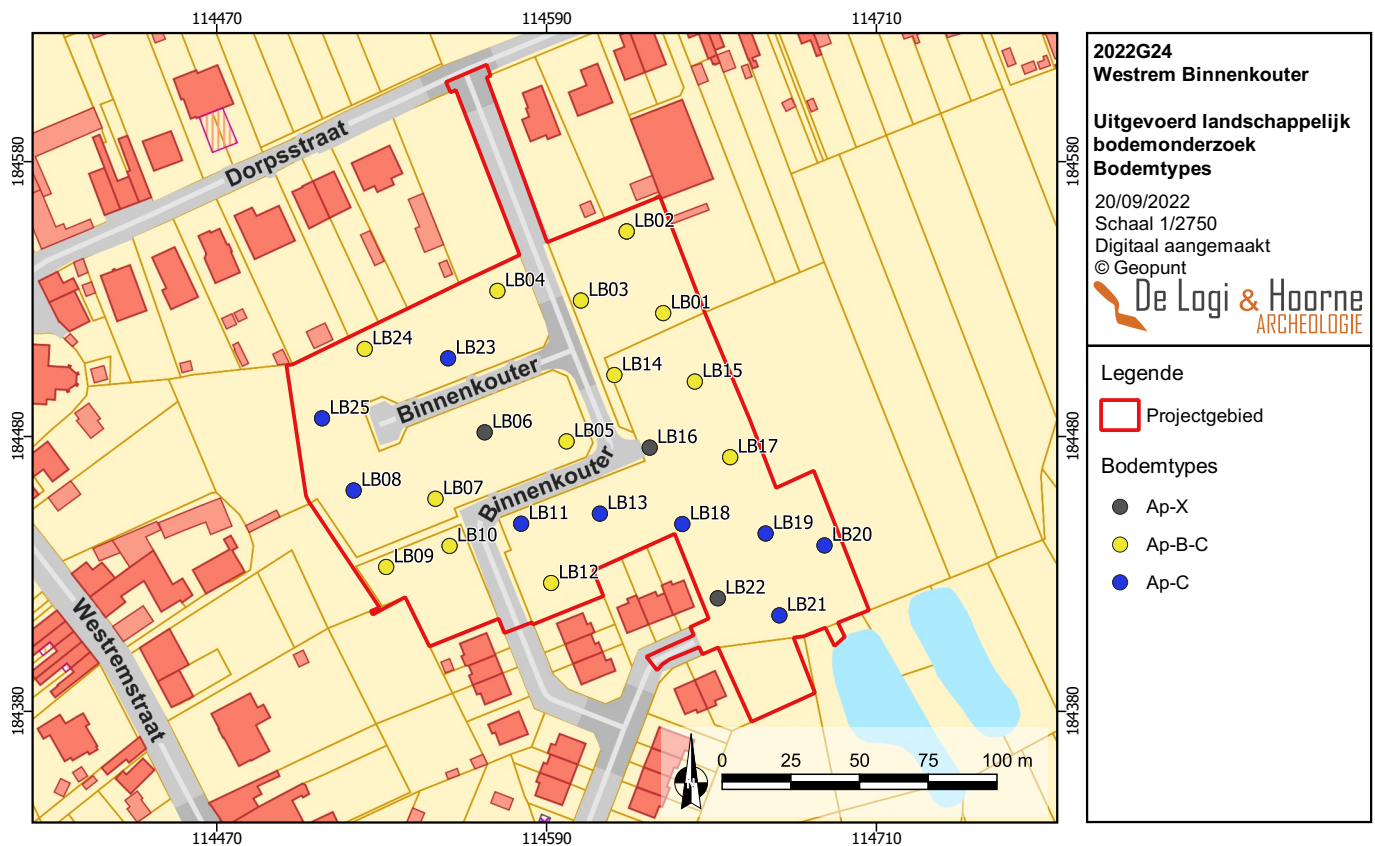 114470
114590
114710
184580
184480
184380
184580
184480
184380
114470
114590
114710
Dorpsstraat
Binnenkouter
Binnenkouter
Westremstraat
LB02
LB04
LB03
LB01
LB24
LB23
LB14
LB15
LB25
LB06
LB05
LB16
LB17
LB08
LB07
LB11
LB13
LB18
LB19
LB20
LB10
LB09
LB12
LB22
LB21
N
0 25 50 75 100 m
2022G24
Westrem Binnenkouter
Uitgevoerd landschappelijk
bodemonderzoek
Bodemtypes
20/09/2022
Schaal 1/2750
Digitaal aangemaakt
© Geopunt
De Logi & Hoorne
ARCHEOLOGIE
Legende
Projectgebied
Bodemtypes
Ap-X
Ap-B-C
Ap-C